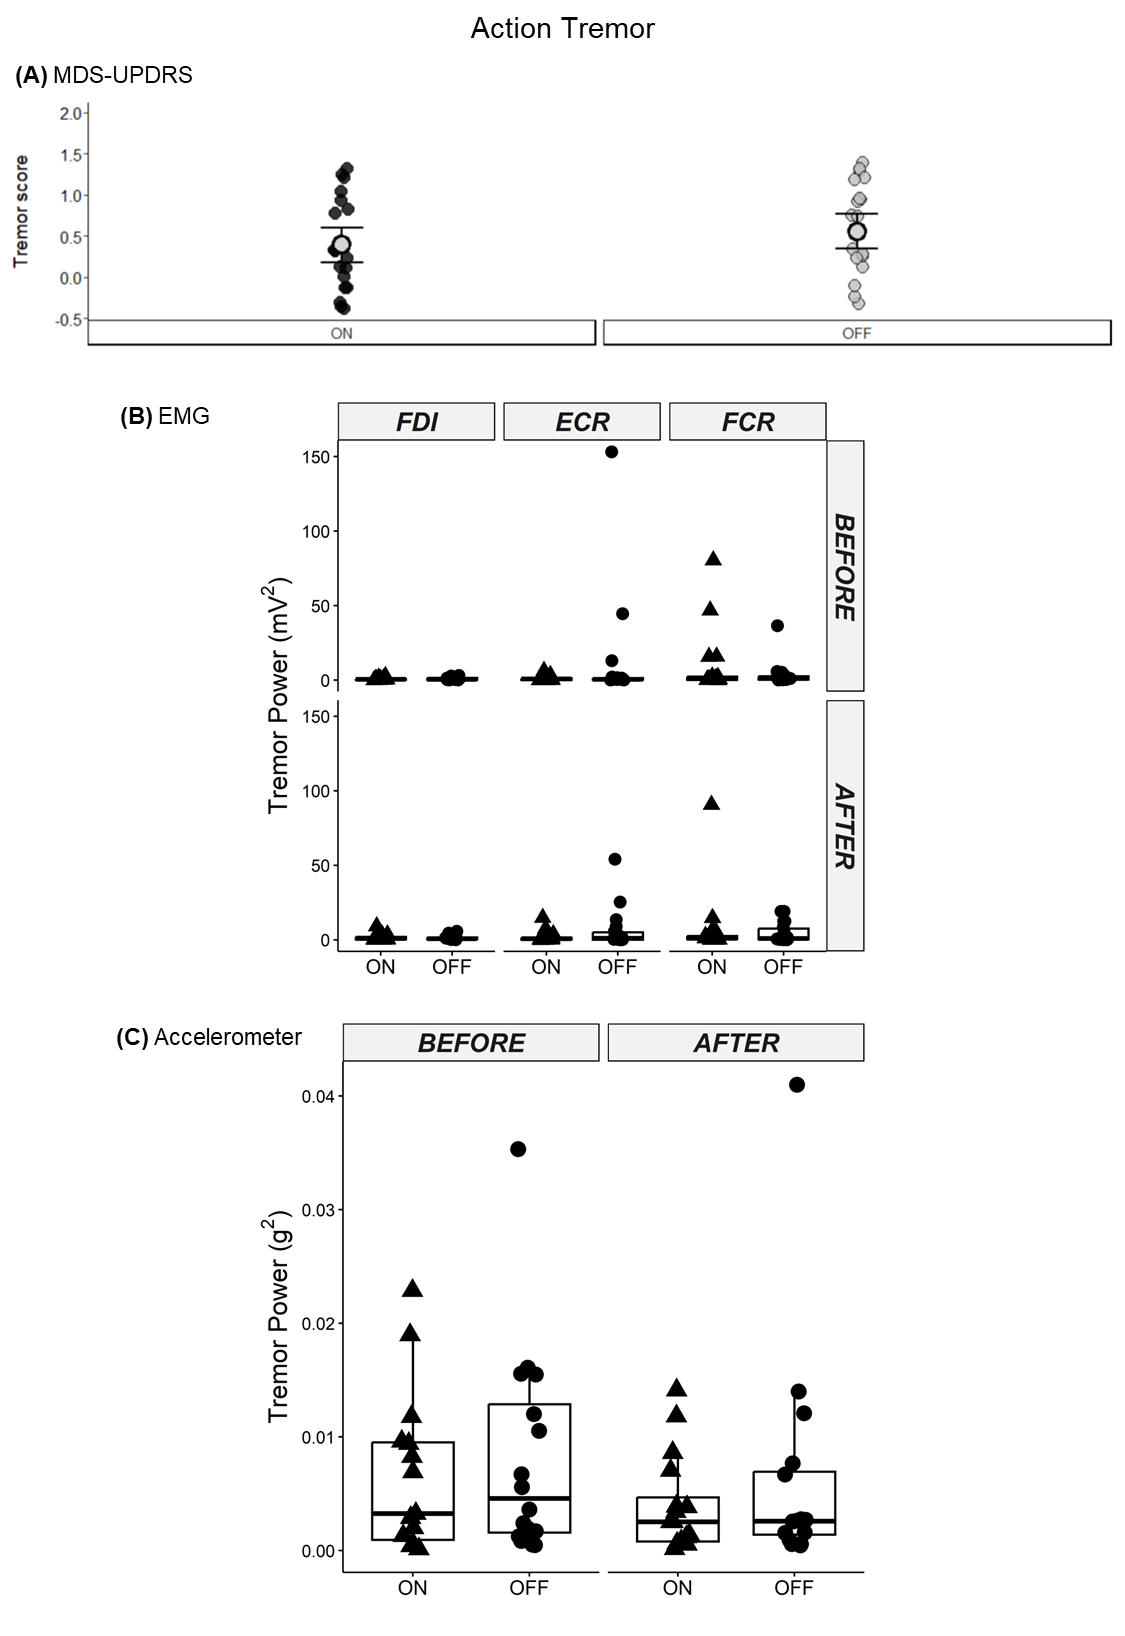 Action Tremor
(A) MDS-UPDRS
Tremor score
2.0
1.5
1.0
0.5
0.0
-0.5
ON OFF
(B) EMG
FDI ECR FCR
Tremor Power (mV2)
150
100
50
0
BEFORE
150
100
50
0
AFTER
ON OFF ON OFF ON OFF
(C) Accelerometer
BEFORE AFTER
Tremor Power (g2)
0.04
0.03
0.02
0.01
0.00
ON OFF ON OFF